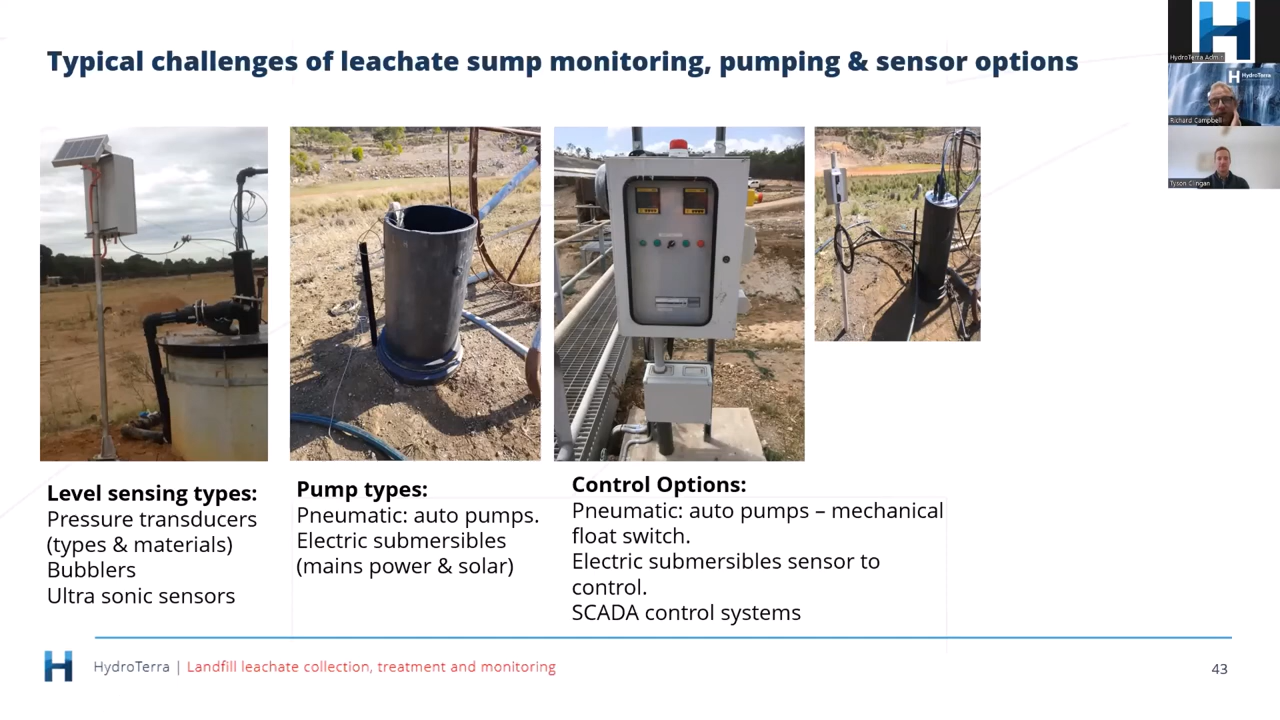 Typical challenges of leachate sump monitoring, pumping & sensor options
HydroTerra Admin
HydroTerra
Richard Campbell
Tyson Clingan
Level sensing types:
Pressure transducers
(types & materials)
Bubblers
Ultra sonic sensors
Pump types:
Pneumatic: auto pumps.
Electric submersibles
(mains power & solar)
Control Options:
Pneumatic: auto pumps – mechanical
float switch.
Electric submersibles sensor to
control.
SCADA control systems
HydroTerra | Landfill leachate collection, treatment and monitoring
43